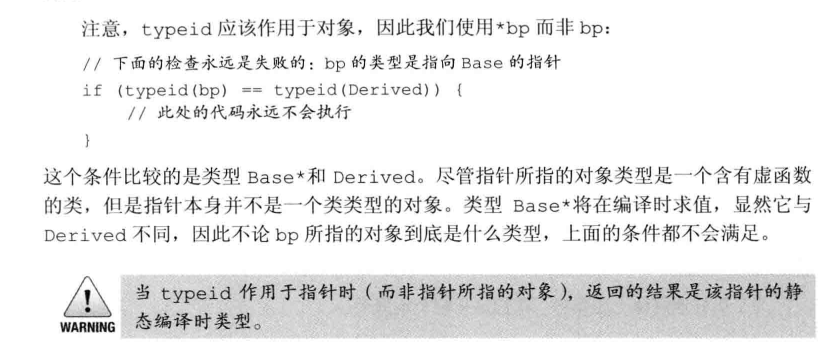 注意，typeid 应该作用于对象，因此我们使用*bp 而非 bp：
// 下面的检查永远是失败的：bp 的类型是指向 Base 的指针
if (typeid(bp) == typeid(Derived)) {
// 此处的代码永远不会执行
}
这个条件比较的是类型 Base*和 Derived。尽管指针所指的对象类型是一个含有虚函数
的类，但是指针本身并不是一个类类型的对象。类型 Base*将在编译时求值，显然它与
Derived 不同，因此不论 bp 所指的对象到底是什么类型，上面的条件都不会满足。
当 typeid 作用于指针时（而非指针所指的对象），返回的结果是该指针的静
态编译时类型。
WARNING